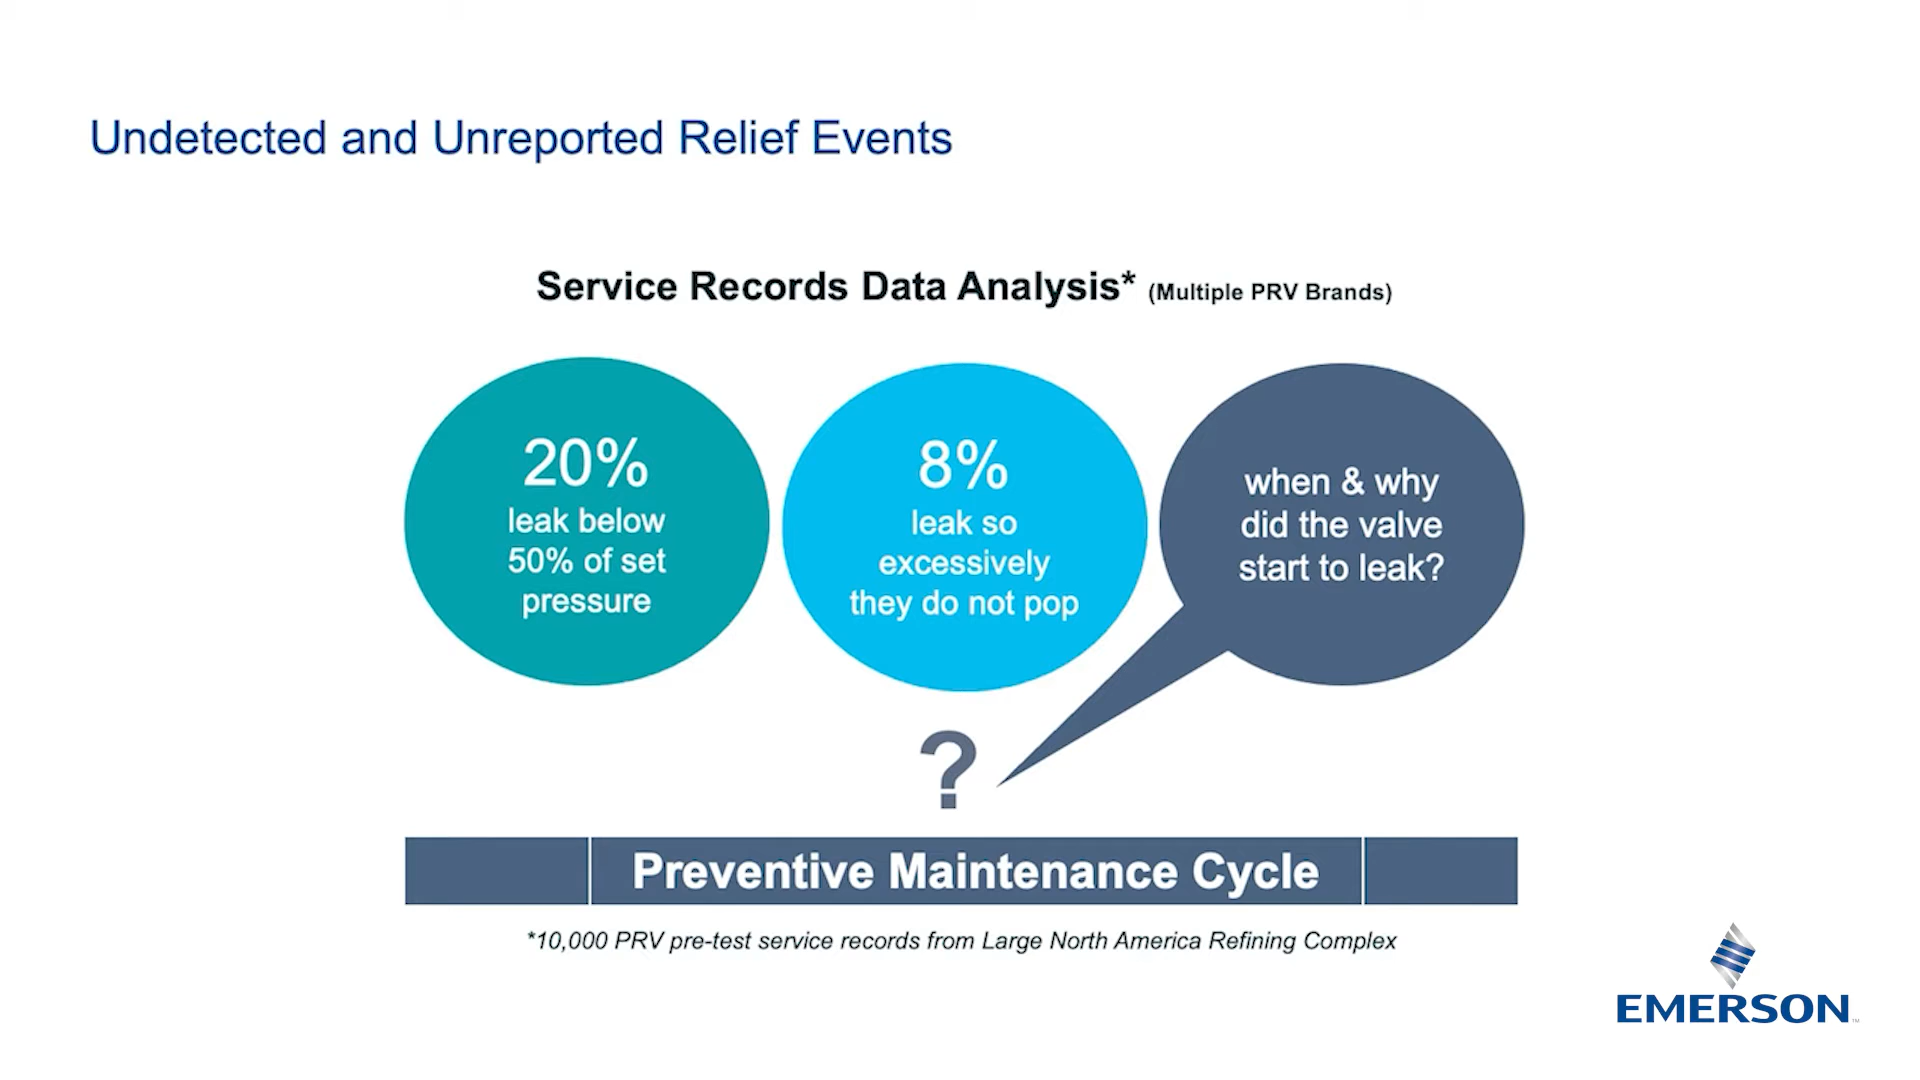 Undetected and Unreported Relief Events
Service Records Data Analysis* (Multiple PRV Brands)
20%
leak below
50% of set
pressure
8%
leak so
excessively
they do not pop
when & why
did the valve
start to leak?
?
Preventive Maintenance Cycle
*10,000 PRV pre-test service records from Large North America Refining Complex
EMERSON™